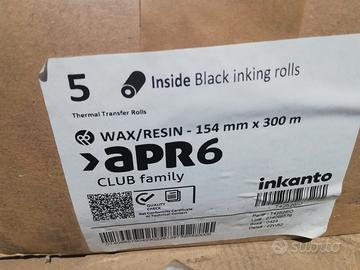 5
Inside Black inking rolls
Thermal Transfer Rolls
WAX/RESIN - 154 mm x 300 m
>aPR6
CLUB family
inkanto
QUALITY
CHECK
subito